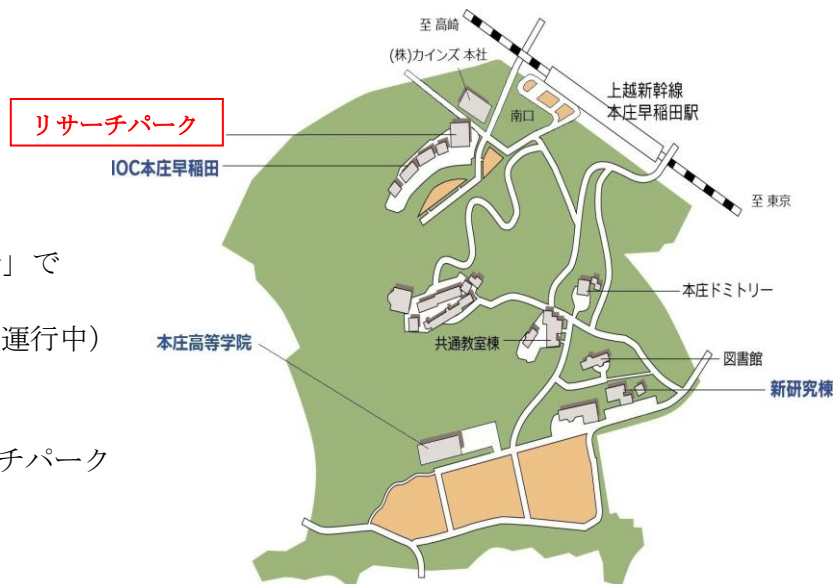 至 高崎
(株)カインズ 本社
上越新幹線
本庄早稲田駅
南口
リサーチパーク
IOC本庄早稲田
至 東京
」で
運行中）
本庄ドミトリー
共通教室棟
本庄高等学院
図書館
新研究棟
チパーク